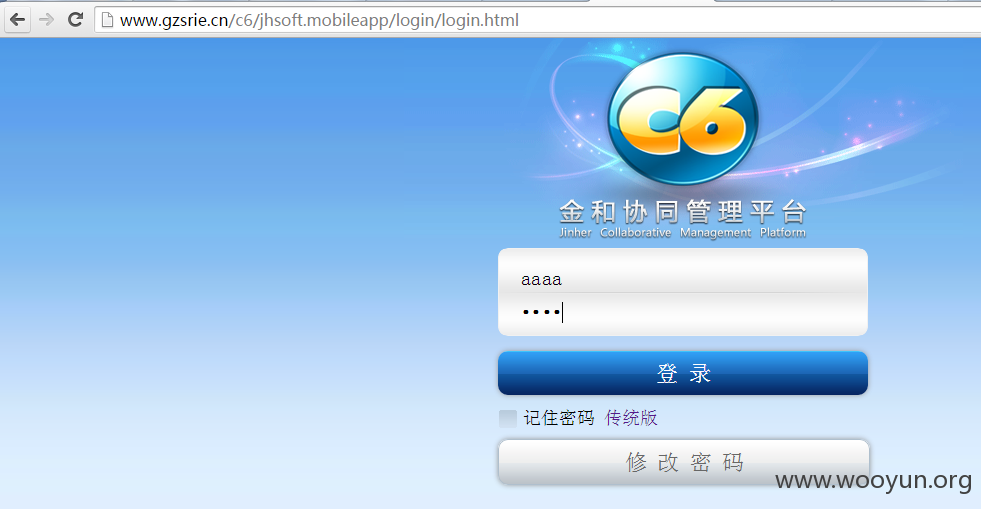 www.gzsrie.cn/c6/jhsoft.mobileapp/login/login.html
C6
金和协同管理平台
Jinher Collaborative Management Platform
aaaa
••••
登录
记住密码 传统版
修改密码
www.wooyun.org